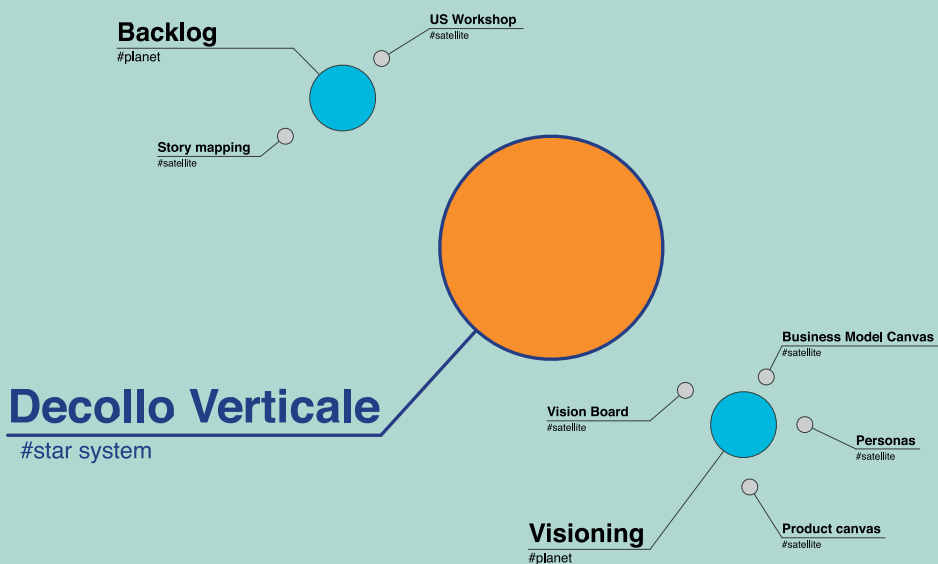 Backlog
#planet
US Workshop
#satellite
Story mapping
#satellite
Decollo Verticale
#star system
Business Model Canvas
#satellite
Vision Board
#satellite
Personas
#satellite
Visioning
#planet
Product canvas
#satellite